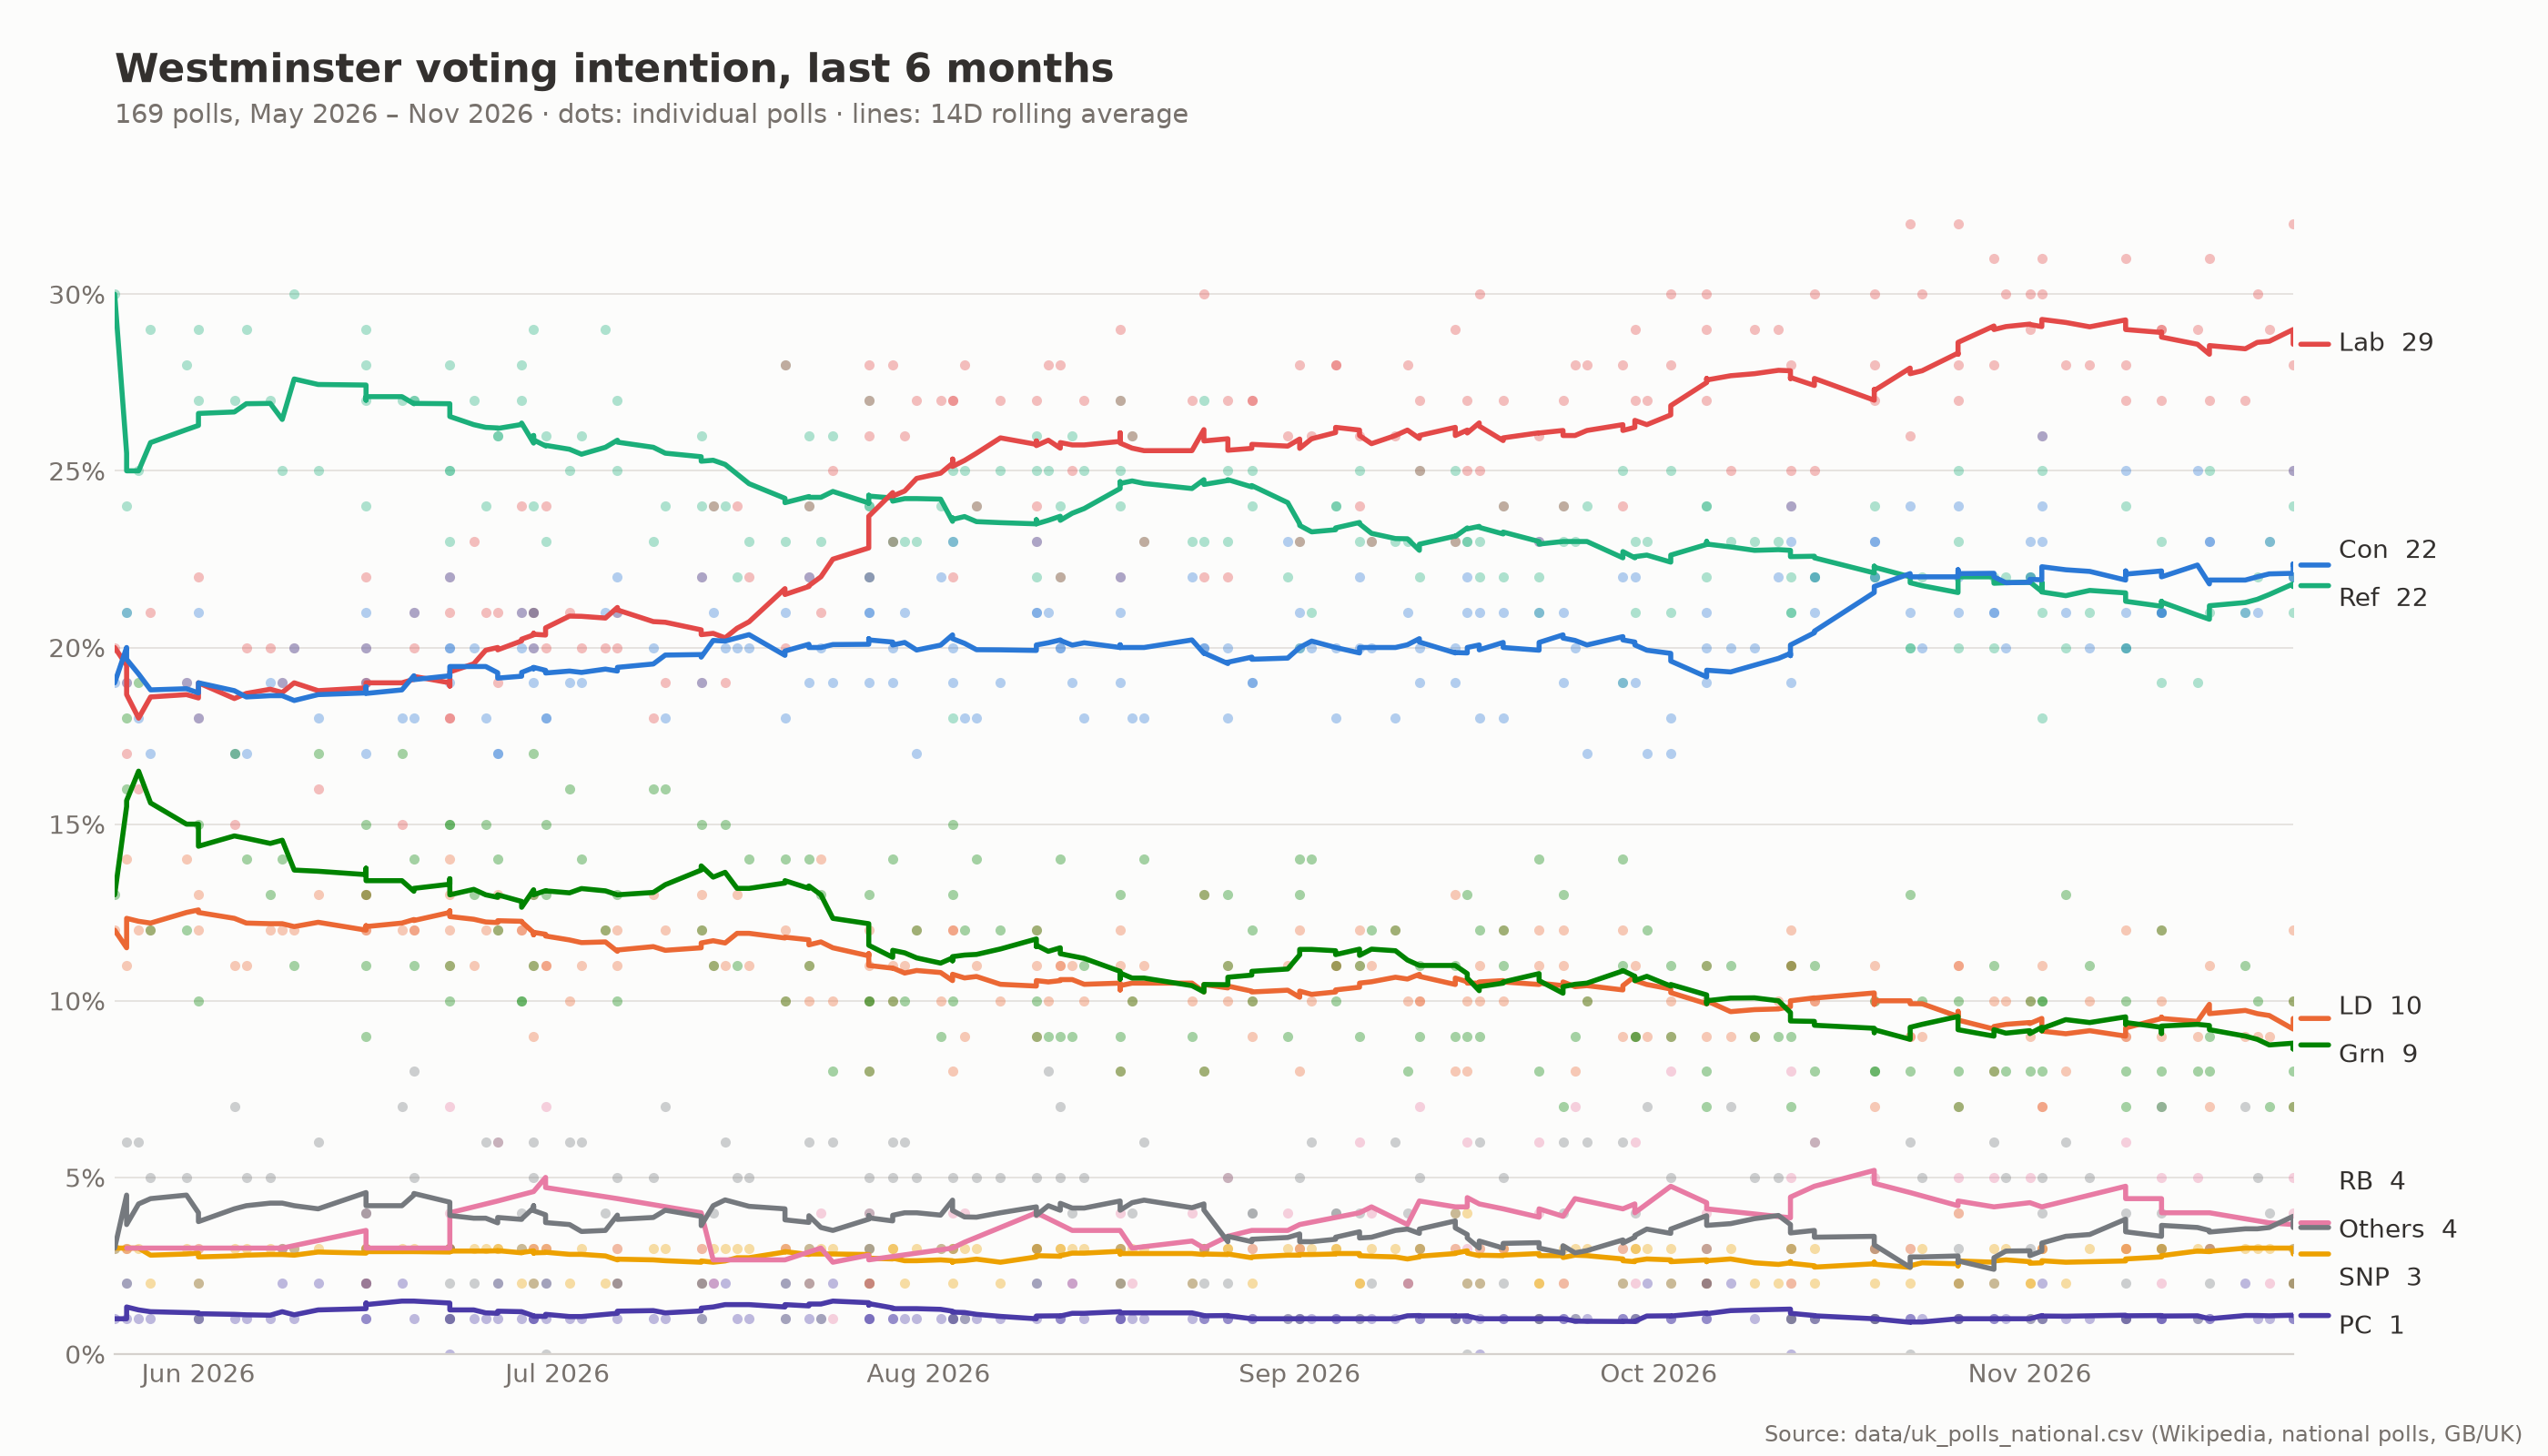 Westminster voting intention, last 6 months
169 polls, May 2026 – Nov 2026 · dots: individual polls · lines: 14D rolling average
30%
25%
20%
15%
10%
5%
0%
Lab 29
Con 22
Ref 22
LD 10
Grn 9
RB 4
Others 4
SNP 3
PC 1
Jun 2026
Jul 2026
Aug 2026
Sep 2026
Oct 2026
Nov 2026
Source: data/uk_polls_national.csv (Wikipedia, national polls, GB/UK)